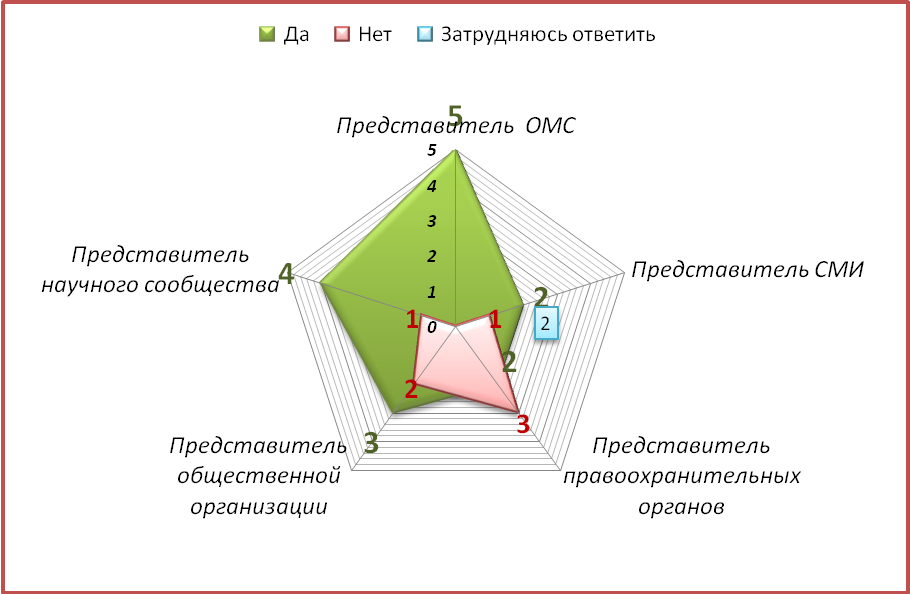 Да Нет Затрудняюсь ответить
5
Представитель ОМС
5
4
3
2
1
0
Представитель СМИ
2
1
2
2
3
Представитель
правоохранительных
органов
Представитель
общественной
организации
3
2
Представитель
научного сообщества
4
1